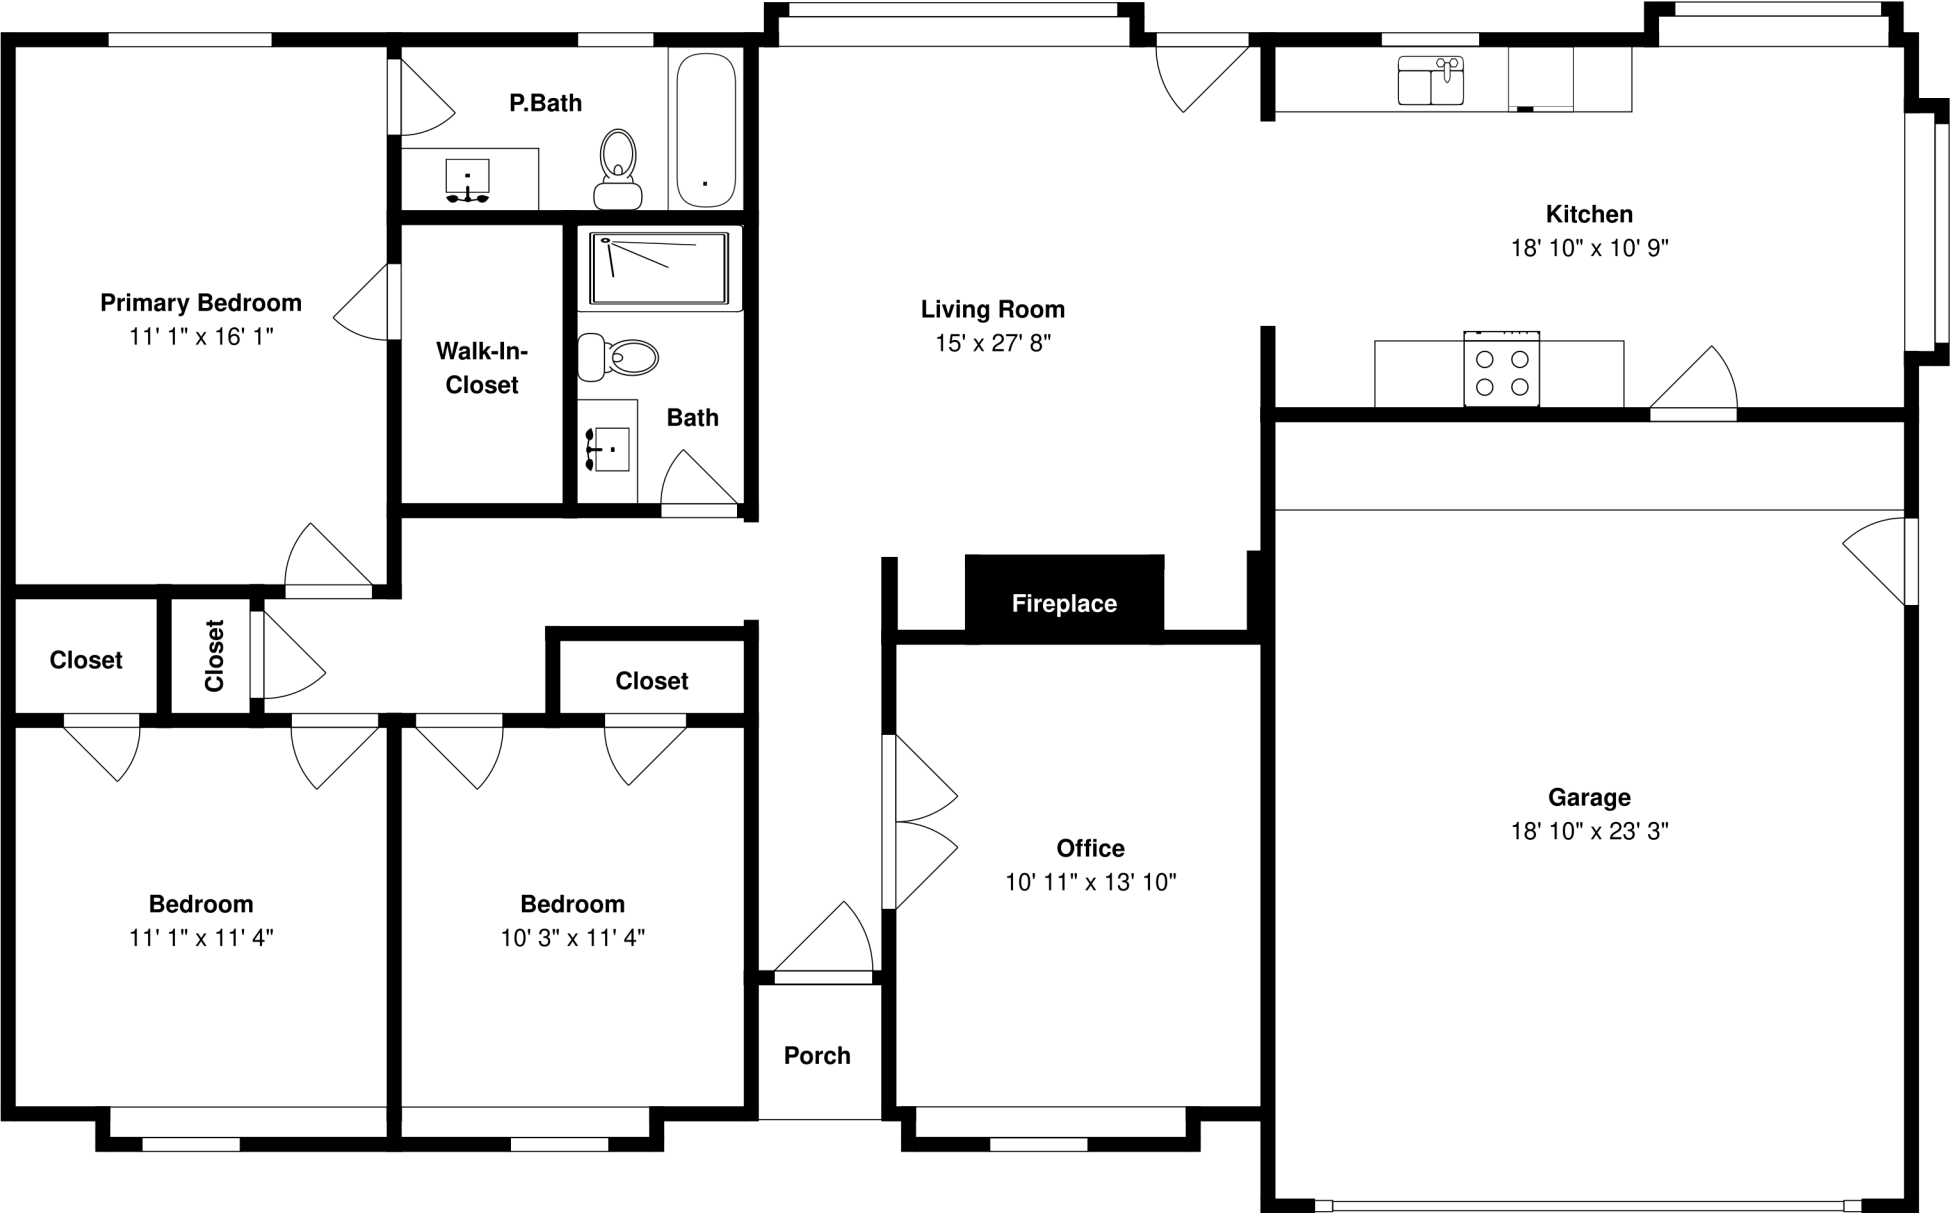 P.Bath
Kitchen
18' 10" x 10' 9"
Primary Bedroom
11' 1" x 16' 1"
Living Room
15' x 27' 8"
Walk-In-
Closet
Bath
Fireplace
Closet
Closet
Closet
Garage
18' 10" x 23' 3"
Office
10' 11" x 13' 10"
Bedroom
11' 1" x 11' 4"
Bedroom
10' 3" x 11' 4"
Porch